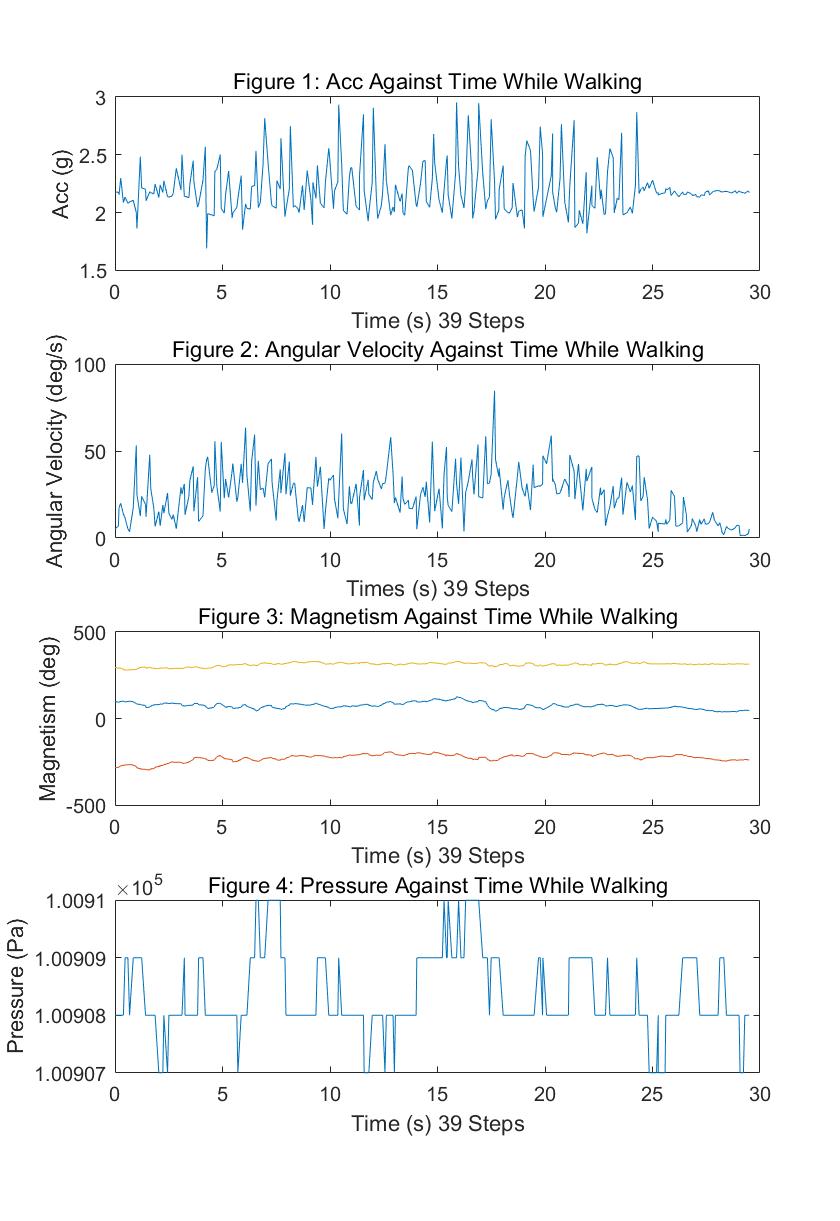 Figure 1: Acc Against Time While Walking
Acc (g)
3
2.5
2
1.5
0 5 10 15 20 25 30
Time (s) 39 Steps
Figure 2: Angular Velocity Against Time While Walking
Angular Velocity (deg/s)
100
50
0
0 5 10 15 20 25 30
Times (s) 39 Steps
Figure 3: Magnetism Against Time While Walking
Magnetism (deg)
500
0
-500
0 5 10 15 20 25 30
Time (s) 39 Steps
×10^5
Figure 4: Pressure Against Time While Walking
Pressure (Pa)
1.0091
1.00909
1.00908
1.00907
0 5 10 15 20 25 30
Time (s) 39 Steps